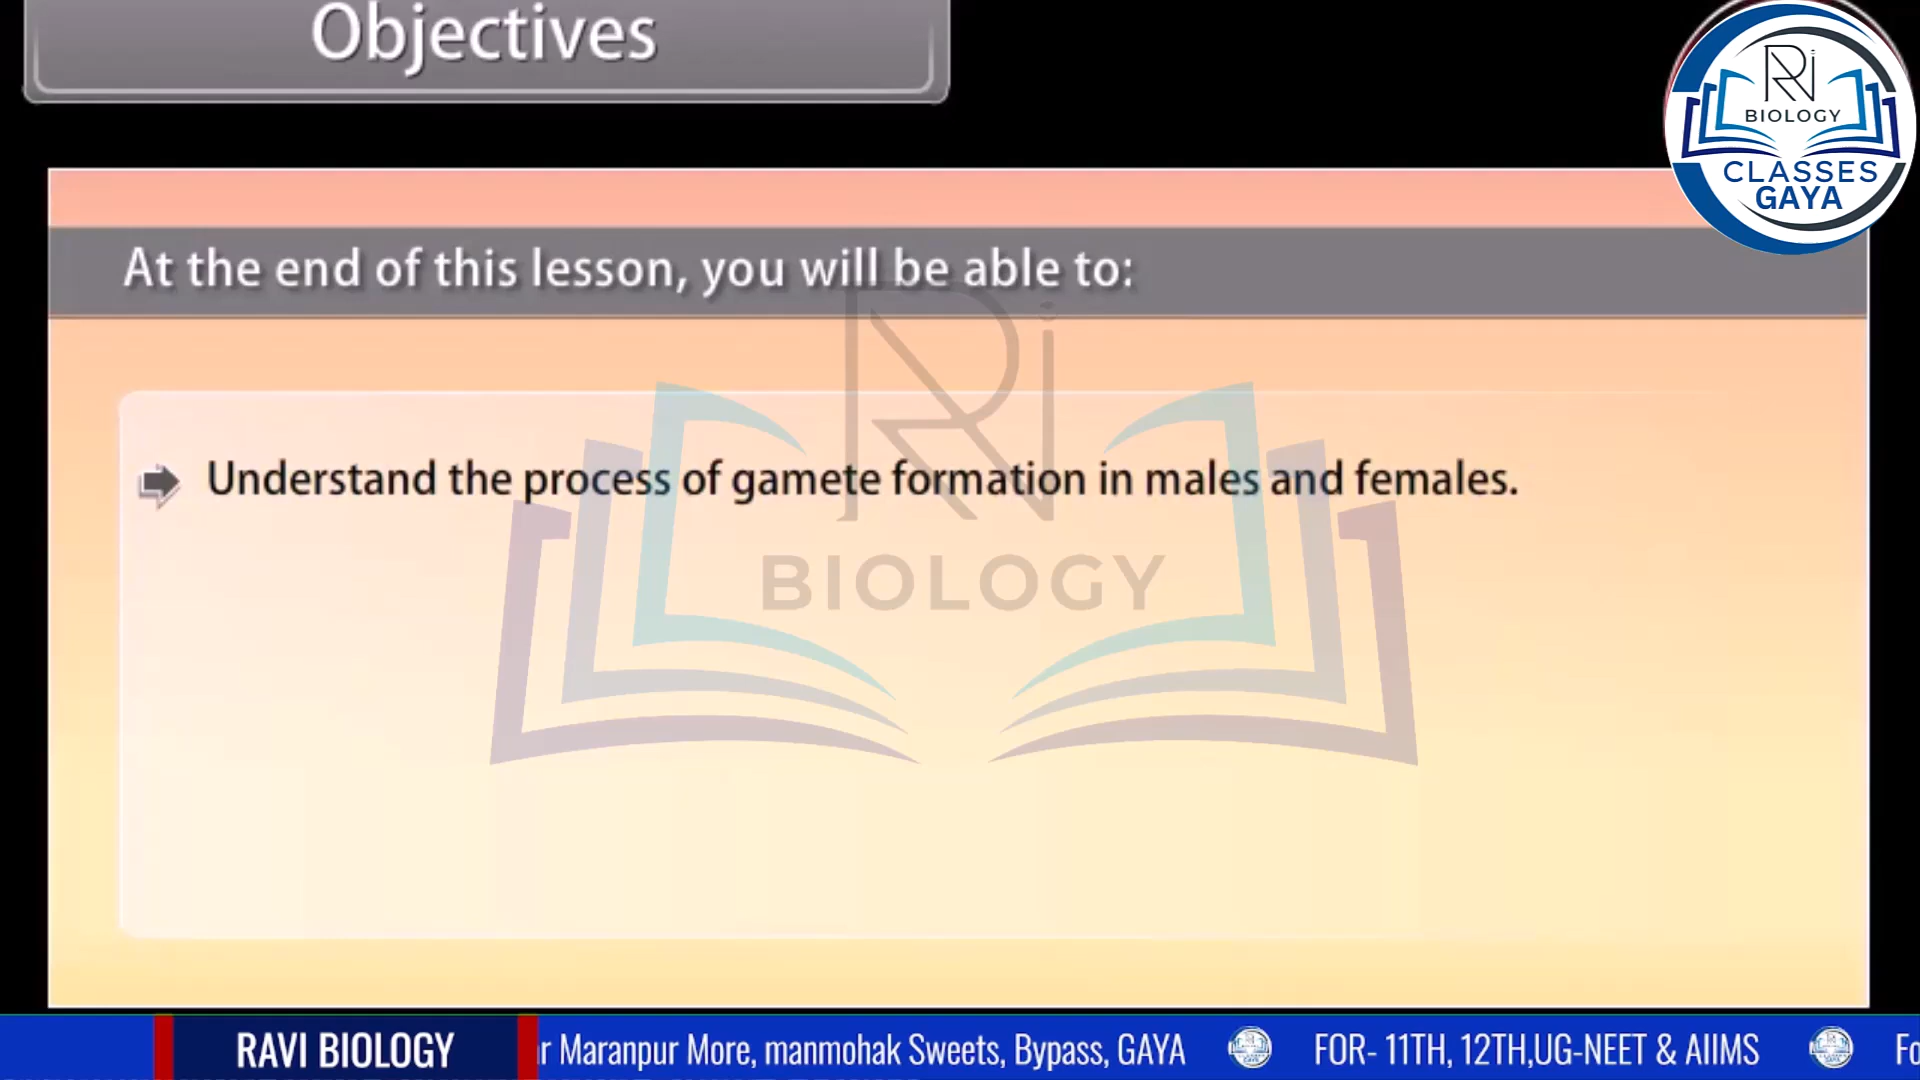 Objectives
Ri
BIOLOGY
CLASSES
GAYA
At the end of this lesson, you will be able to:
Understand the process of gamete formation in males and females.
Ri
BIOLOGY
RAVI BIOLOGY
Maranpur More, manmohak Sweets, Bypass, GAYA
FOR- 11TH, 12TH,UG-NEET & AIIMS